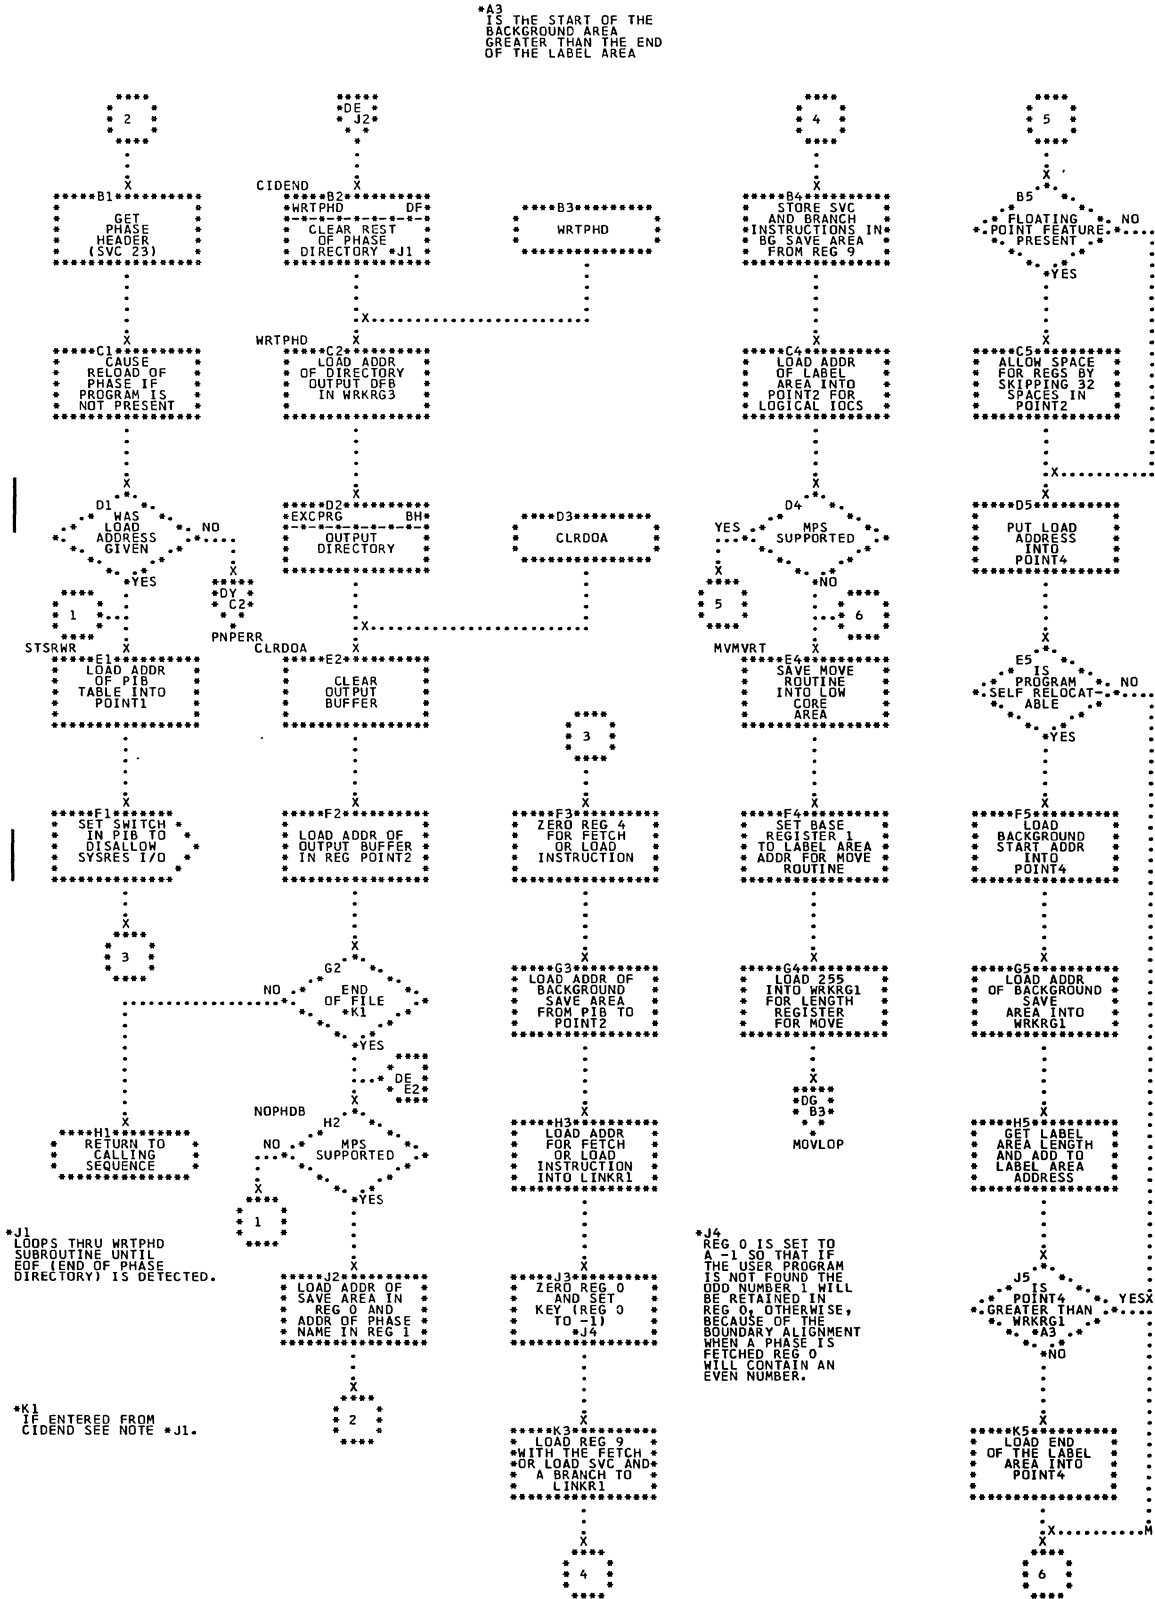 *A3
IS THE START OF THE
BACKGROUND AREA
GREATER THAN THE END
OF THE LABEL AREA
2
B1
GET
PHASE
HEADER
(SVC 23)
C1
CAUSE
RELOAD OF
PHASE IF
PROGRAM IS
NOT PRESENT
D1
WAS
LOAD
ADDRESS
GIVEN
NO
YES
DY
C2
PNPERR
1
STSRWR
E1
LOAD ADDR
OF PIB
TABLE INTO
POINT1
F1
SET SWITCH
IN PIB TO
DISALLOW
SYSRES I/O
3
H1
RETURN TO
CALLING
SEQUENCE
*J1
LOOPS THRU WRTPHD
SUBROUTINE UNTIL
EOF (END OF PHASE
DIRECTORY) IS DETECTED.
*K1
IF ENTERED FROM
CIDEND SEE NOTE *J1.
DE
J2
CIDEND
B2
WRTPHD DF
CLEAR REST
OF PHASE
DIRECTORY *J1
WRTPHD
C2
LOAD ADDR
OF DIRECTORY
OUTPUT DFB
IN WRKRG3
D2
EXCPRG BH
OUTPUT
DIRECTORY
CLRDOA
E2
CLEAR
OUTPUT
BUFFER
F2
LOAD ADDR OF
OUTPUT BUFFER
IN REG POINT2
G2
NO
END
OF FILE
*K1
YES
DE
E2
NOPHDB
H2
NO
MPS
SUPPORTED
YES
1
J2
LOAD ADDR OF
SAVE AREA IN
REG 0 AND
ADDR OF PHASE
NAME IN REG 1
2
B3
WRTPHD
D3
CLRDOA
3
F3
ZERO REG 4
FOR FETCH
OR LOAD
INSTRUCTION
G3
LOAD ADDR OF
BACKGROUND
SAVE AREA
FROM PIB TO
POINT2
H3
LOAD ADDR
FOR FETCH
OR LOAD
INSTRUCTION
INTO LINKR1
J3
ZERO REG 0
AND SET
KEY (REG 0
TO -1)
*J4
K3
LOAD REG 9
WITH THE FETCH
OR LOAD SVC AND
A BRANCH TO
LINKR1
4
4
B4
STORE SVC
AND BRANCH
INSTRUCTIONS IN
BG SAVE AREA
FROM REG 9
C4
LOAD ADDR
OF LABEL
AREA INTO
POINT2 FOR
LOGICAL IOCS
D4
YES
MPS
SUPPORTED
NO
5
6
MVMVRT
E4
SAVE MOVE
ROUTINE
INTO LOW
CORE
AREA
F4
SET BASE
REGISTER 1
TO LABEL AREA
ADDR FOR MOVE
ROUTINE
G4
LOAD 255
INTO WRKRG1
FOR LENGTH
REGISTER
FOR MOVE
DG
B3
MOVLOP
*J4
REG 0 IS SET TO
A -1 SO THAT IF
THE USER PROGRAM
IS NOT FOUND THE
ODD NUMBER 1 WILL
BE RETAINED IN
REG 0, OTHERWISE,
BECAUSE OF THE
BOUNDARY ALIGNMENT
WHEN A PHASE IS
FETCHED REG 0
WILL CONTAIN AN
EVEN NUMBER.
5
B5
FLOATING
POINT FEATURE
PRESENT
NO
YES
C5
ALLOW SPACE
FOR REGS BY
SKIPPING 32
SPACES IN
POINT2
D5
PUT LOAD
ADDRESS
INTO
POINT4
E5
IS
PROGRAM
SELF RELOCAT-
ABLE
NO
YES
F5
LOAD
BACKGROUND
START ADDR
INTO
POINT4
G5
LOAD ADDR
OF BACKGROUND
SAVE
AREA INTO
WRKRG1
H5
GET LABEL
AREA LENGTH
AND ADD TO
LABEL AREA
ADDRESS
J5
IS
POINT4
GREATER THAN
WRKRG1
A3
YES
NO
K5
LOAD END
OF THE LABEL
AREA INTO
POINT4
6